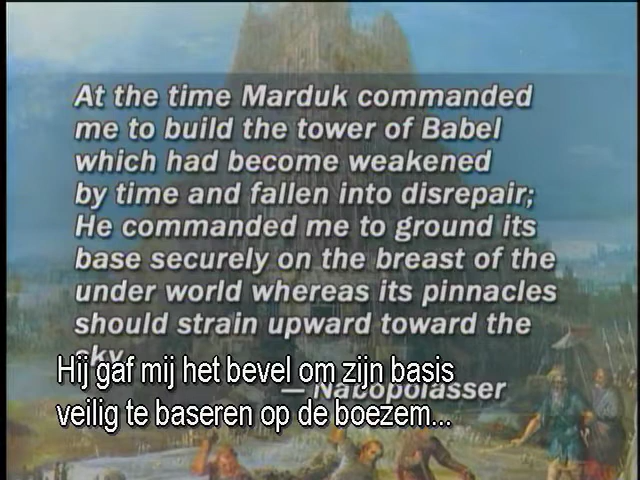 At the time Marduk commanded
me to build the tower of Babel
which had become weakened
by time and fallen into disrepair;
He commanded me to ground its
base securely on the breast of the
under world whereas its pinnacles
should strain upward toward the
sky
— Nabopolasser
Hij gaf mij het bevel om zijn basis
veilig te baseren op de boezem...